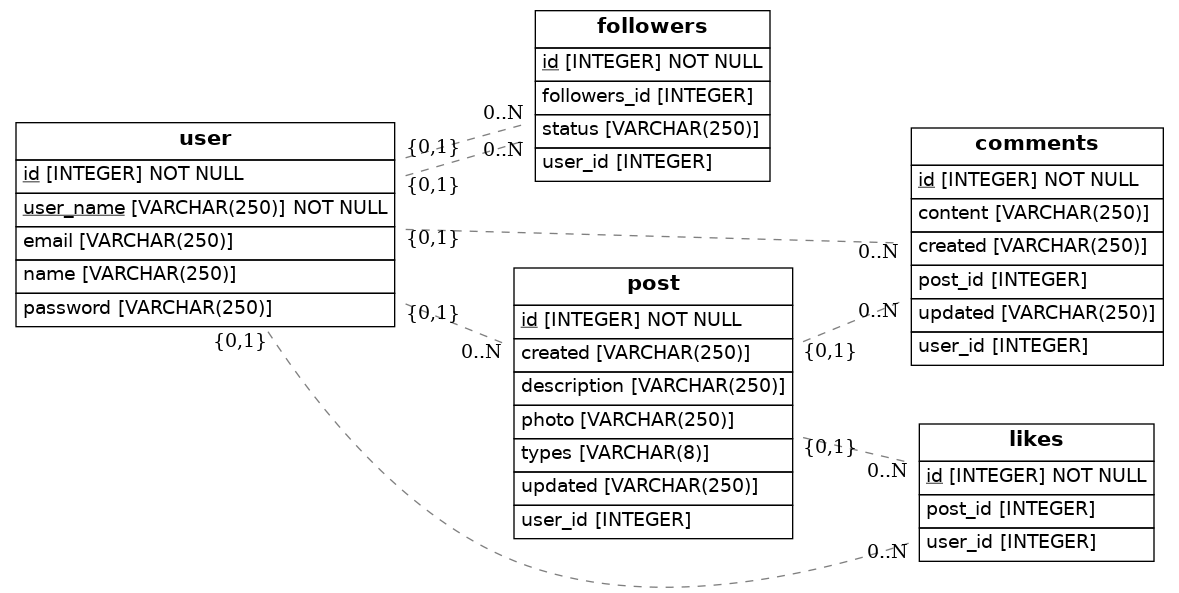 followers
id [INTEGER] NOT NULL
followers_id [INTEGER]
status [VARCHAR(250)]
user_id [INTEGER]
user
id [INTEGER] NOT NULL
user_name [VARCHAR(250)] NOT NULL
email [VARCHAR(250)]
name [VARCHAR(250)]
password [VARCHAR(250)]
comments
id [INTEGER] NOT NULL
content [VARCHAR(250)]
created [VARCHAR(250)]
post_id [INTEGER]
updated [VARCHAR(250)]
user_id [INTEGER]
post
id [INTEGER] NOT NULL
created [VARCHAR(250)]
description [VARCHAR(250)]
photo [VARCHAR(250)]
types [VARCHAR(8)]
updated [VARCHAR(250)]
user_id [INTEGER]
likes
id [INTEGER] NOT NULL
post_id [INTEGER]
user_id [INTEGER]
0..N
{0,1}
0..N
{0,1}
{0,1}
0..N
{0,1}
0..N
0..N
{0,1}
{0,1}
0..N
{0,1}
0..N